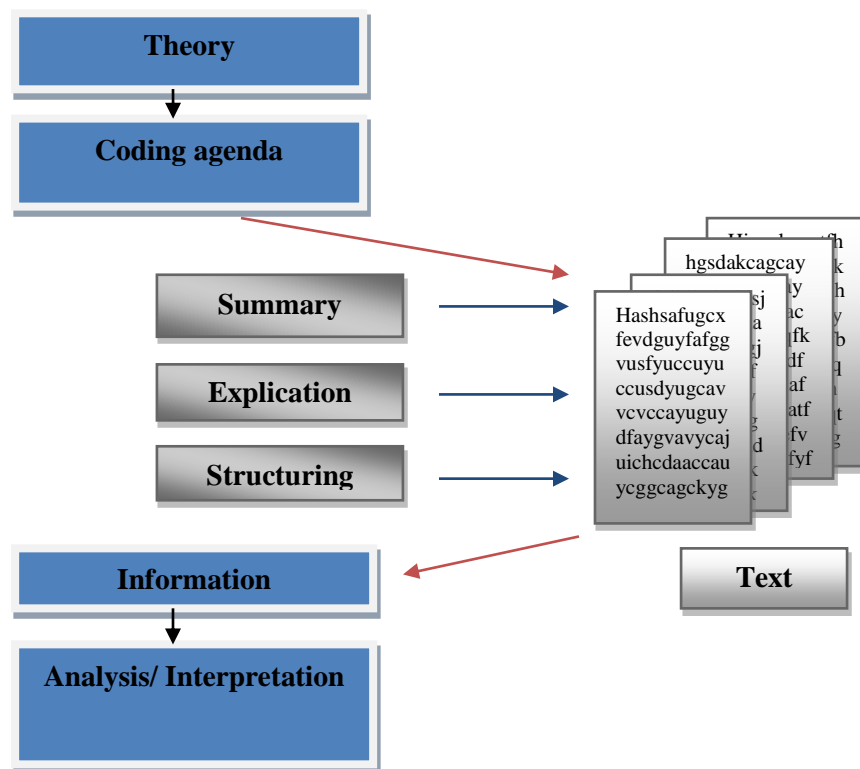 Theory
Coding agenda
Summary
Explication
Structuring
Hashsafugcx
fevdguyfafgg
vusfyuccuyu
ccusdyugcav
vcvccayuguy
dfaygvavycaj
uichcdaaccau
ycggcagckyg
hgsdakcagcay
Text
Information
Analysis/ Interpretation